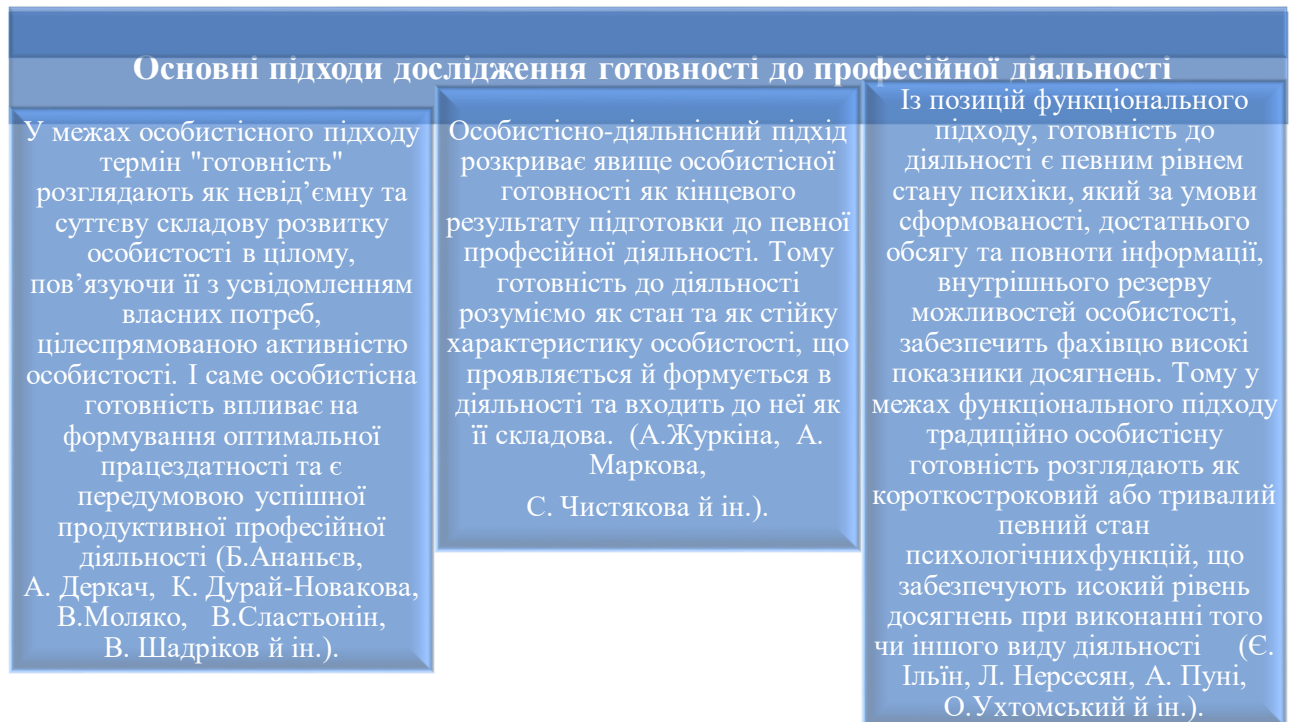 Основні підходи дослідження готовності до професійної діяльності
У межах особистісного підходу
термін "готовність"
розглядають як невід’ємну та
суттєву складову розвитку
особистості в цілому,
пов’язуючи її з усвідомленням
власних потреб,
цілеспрямованою активністю
особистості. І саме особистісна
готовність впливає на
формування оптимальної
працездатності та є
передумовою успішної
продуктивної професійної
діяльності (Б.Ананьєв,
А. Деркач, К. Дурай-Новакова,
В.Моляко, В.Сластьонін,
В. Шадріков й ін.).
Особистісно-діяльнісний підхід
розкриває явище особистісної
готовності як кінцевого
результату підготовки до певної
професійної діяльності. Тому
готовність до діяльності
розуміємо як стан та як стійку
характеристику особистості, що
проявляється й формується в
діяльності та входить до неї як
її складова. (А.Журкіна, А.
Маркова,
С. Чистякова й ін.).
Із позицій функціонального
підходу, готовність до
діяльності є певним рівнем
стану психіки, який за умови
сформованості, достатнього
обсягу та повноти інформації,
внутрішнього резерву
можливостей особистості,
забезпечить фахівцю високі
показники досягнень. Тому у
межах функціонального підходу
традиційно особистісну
готовність розглядають як
короткостроковий або тривалий
певний стан
психологічнихфункцій, що
забезпечують исокий рівень
досягнень при виконанні того
чи іншого виду діяльності (Є.
Ільїн, Л. Нерсесян, А. Пуні,
О.Ухтомський й ін.).